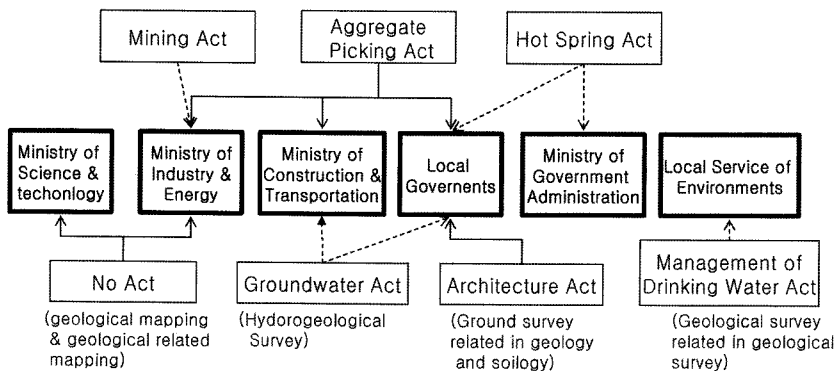 Mining Act
Aggregate
Picking Act
Hot Spring Act
Ministry of
Science &
techonlogy
Ministry of
Industry &
Energy
Ministry of
Construction &
Transportation
Local
Governents
Ministry of
Government
Administration
Local Service of
Environments
No Act
(geological mapping
& geological related
mapping)
Groundwater Act
(Hydorogeological
Survey)
Architecture Act
(Ground survey
related in geology
and soilogy)
Management of
Drinking Water Act
(Geological survey
related in geological
survey)